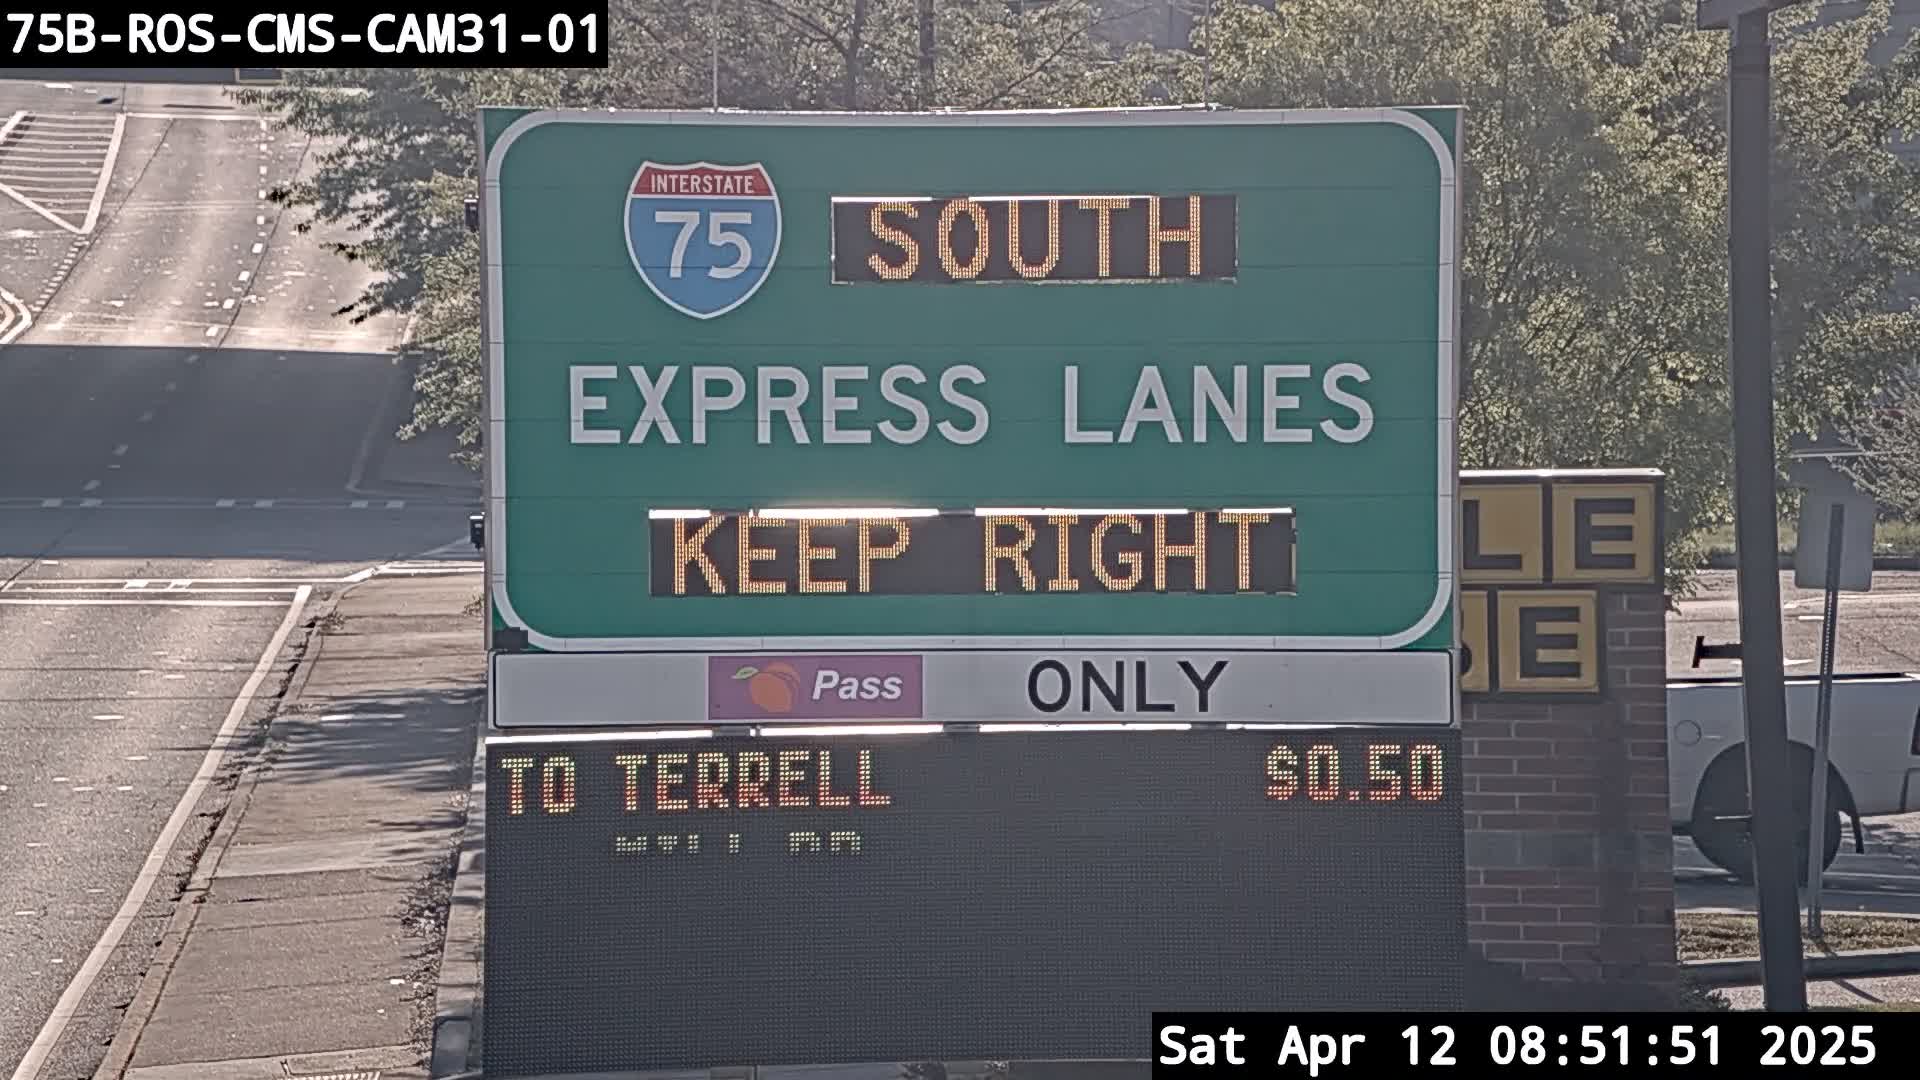 75B-ROS-CMS-CAM31-01
INTERSTATE
75
SOUTH
EXPRESS LANES
KEEP RIGHT
Pass ONLY
TO TERRELL $0.50
LE
E
Sat Apr 12 08:51:51 2025